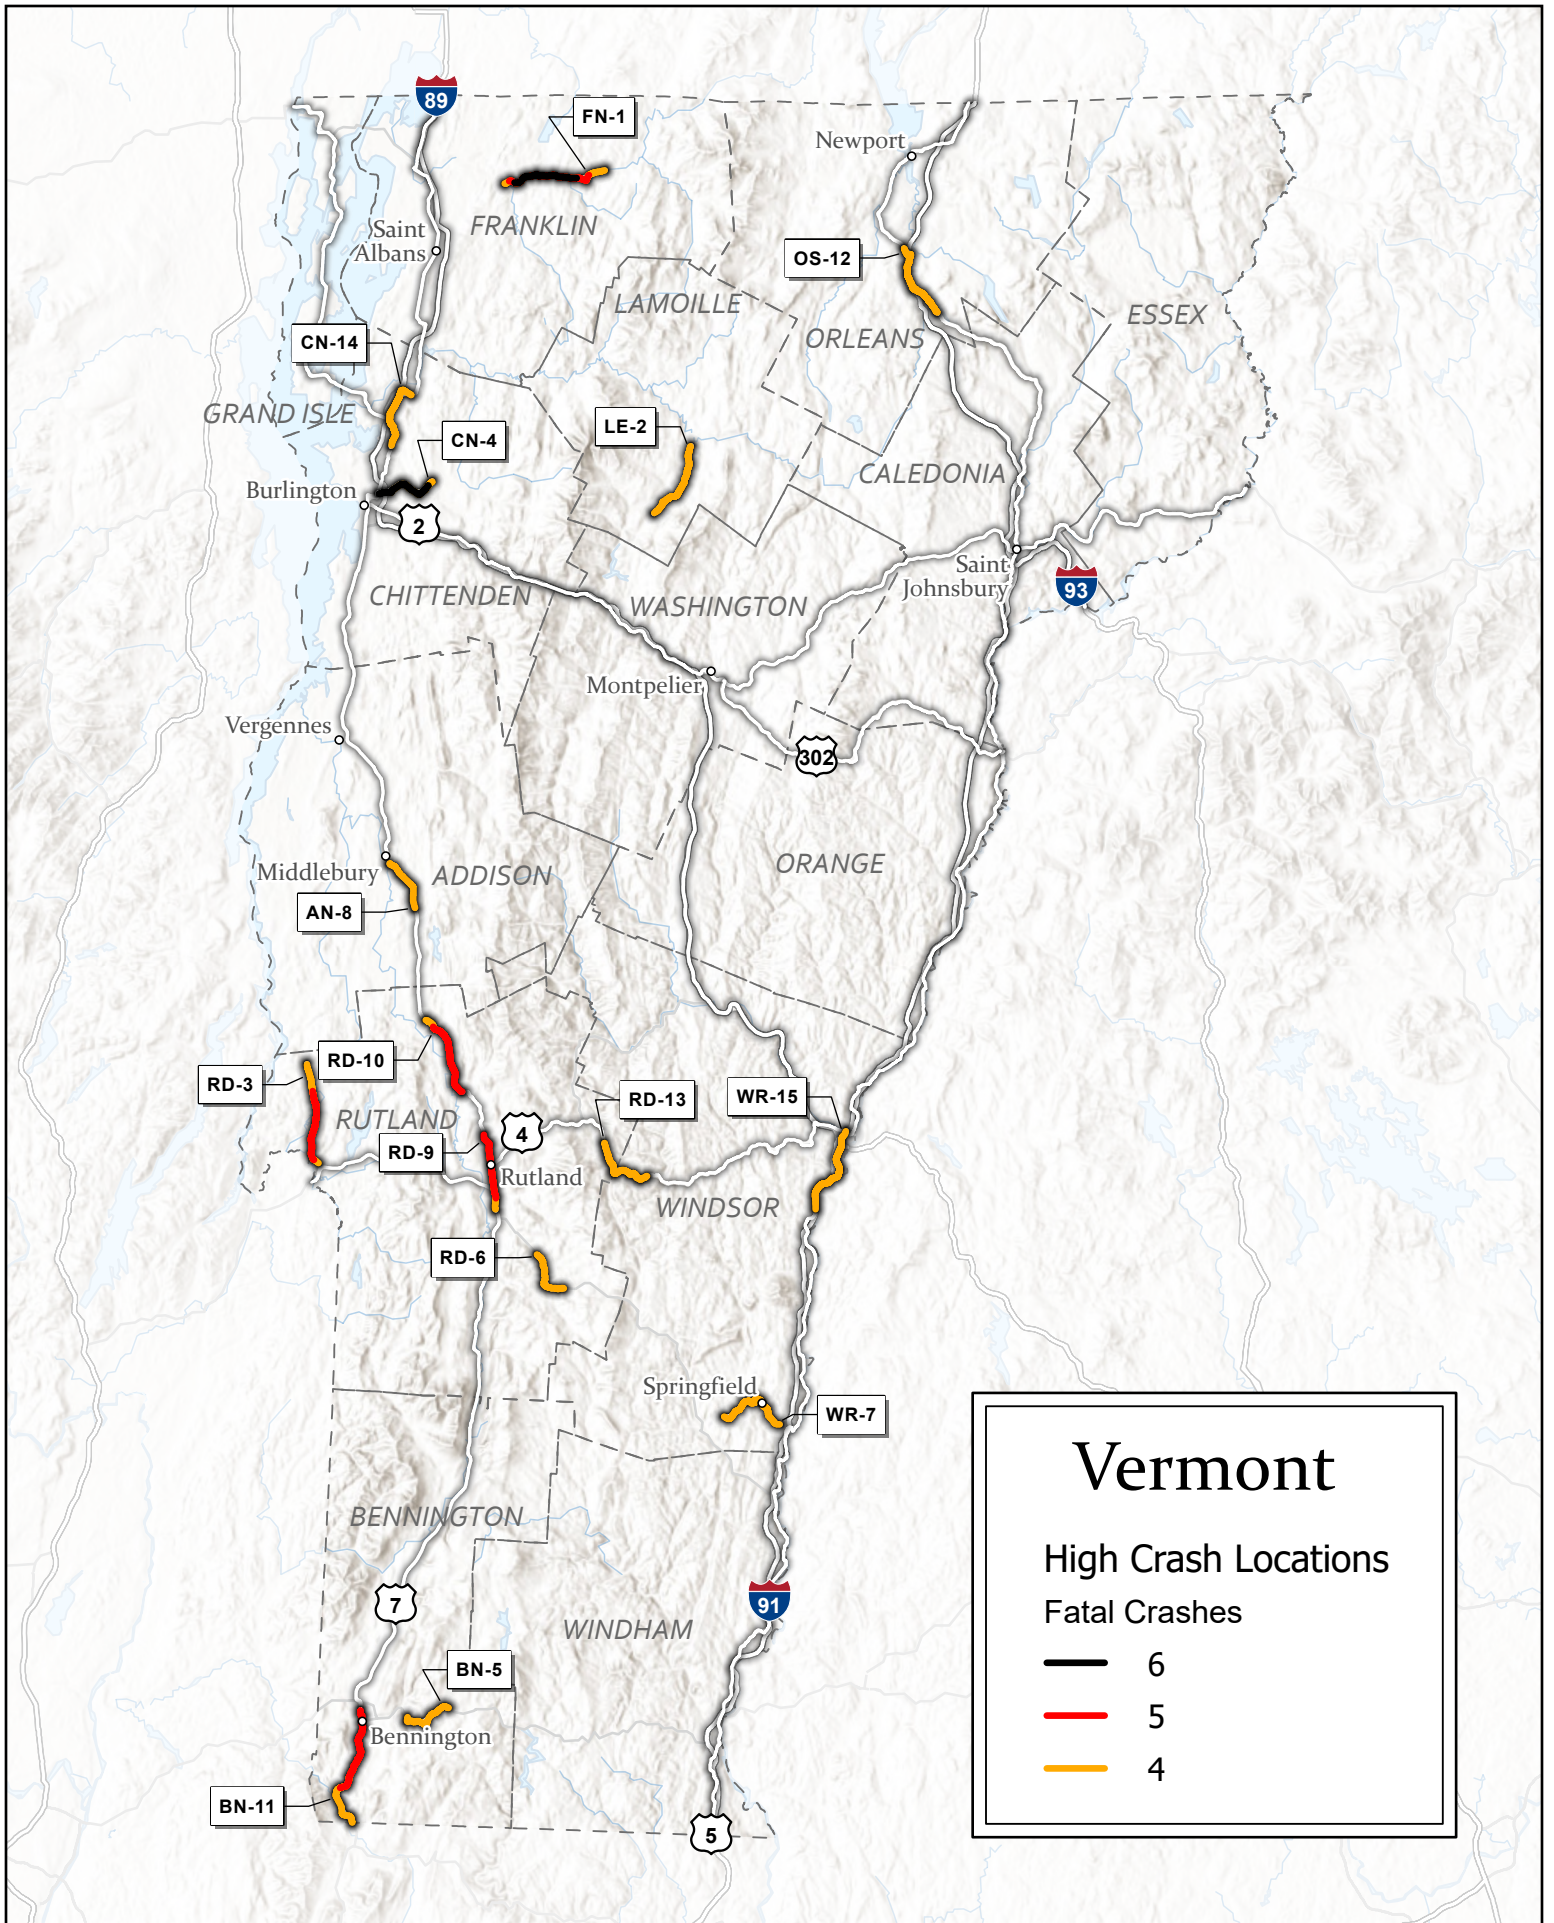 89
FN-1
Newport
Saint
Albans
FRANKLIN
OS-12
LAMOILLE
ESSEX
CN-14
ORLEANS
GRAND ISLE
CN-4
LE-2
CALEDONIA
Burlington
2
Saint
Johnsbury
93
CHITTENDEN
WASHINGTON
Montpelier
Vergennes
302
Middlebury
ADDISON
ORANGE
AN-8
RD-10
RD-3
RD-13
WR-15
RUTLAND
4
RD-9
Rutland
WINDSOR
RD-6
Springfield
WR-7
BENNINGTON
7
91
WINDHAM
BN-5
Bennington
BN-11
5
Vermont
High Crash Locations
Fatal Crashes
6
5
4